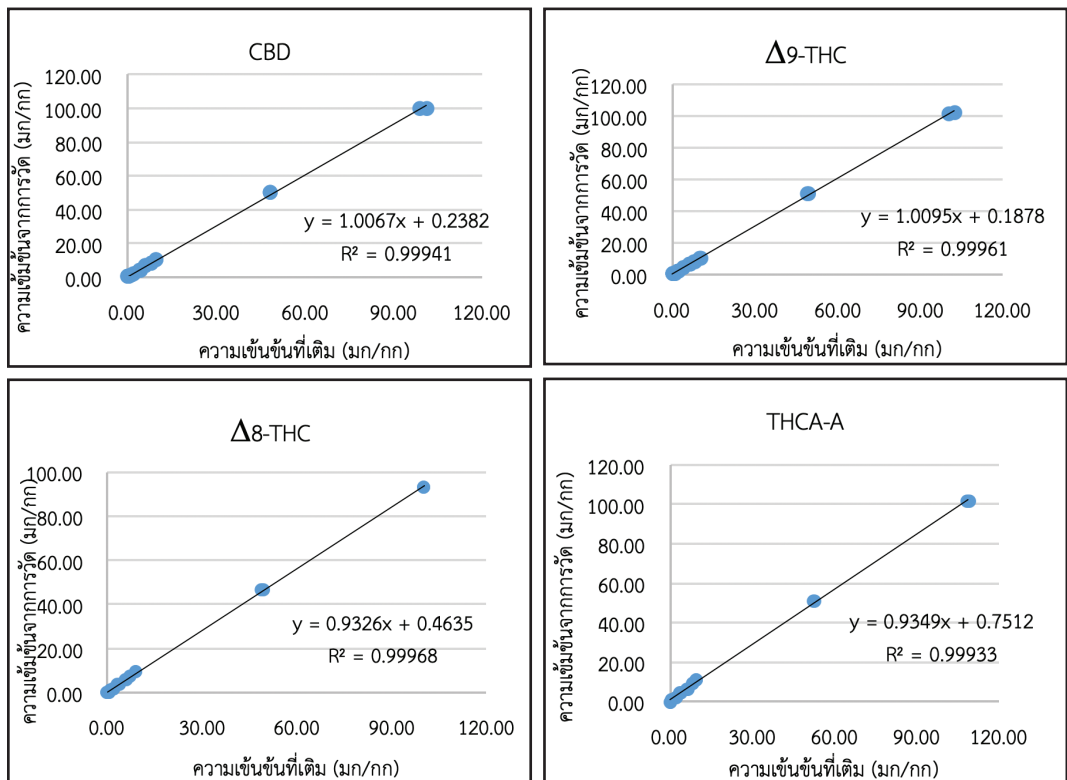 CBD
ความเข้มข้นจากการวัด (มก/กก)
120.00
100.00
80.00
60.00
40.00
20.00
0.00
y = 1.0067x + 0.2382
R² = 0.99941
0.00 30.00 60.00 90.00 120.00
ความเข้นข้นที่เติม (มก/กก)
Δ9-THC
ความเข้มข้นจากการวัด (มก/กก)
120.00
100.00
80.00
60.00
40.00
20.00
0.00
y = 1.0095x + 0.1878
R² = 0.99961
0.00 30.00 60.00 90.00 120.00
ความเข้นข้นที่เติม (มก/กก)
Δ8-THC
ความเข้มข้นจากการวัด (มก/กก)
100.00
80.00
60.00
40.00
20.00
0.00
y = 0.9326x + 0.4635
R² = 0.99968
0.00 30.00 60.00 90.00 120.00
ความเข้นข้นที่เติม (มก/กก)
THCA-A
ความเข้มข้นจากการวัด (มก/กก)
120.00
100.00
80.00
60.00
40.00
20.00
0.00
y = 0.9349x + 0.7512
R² = 0.99933
0.00 30.00 60.00 90.00 120.00
ความเข้นข้นที่เติม (มก/กก)